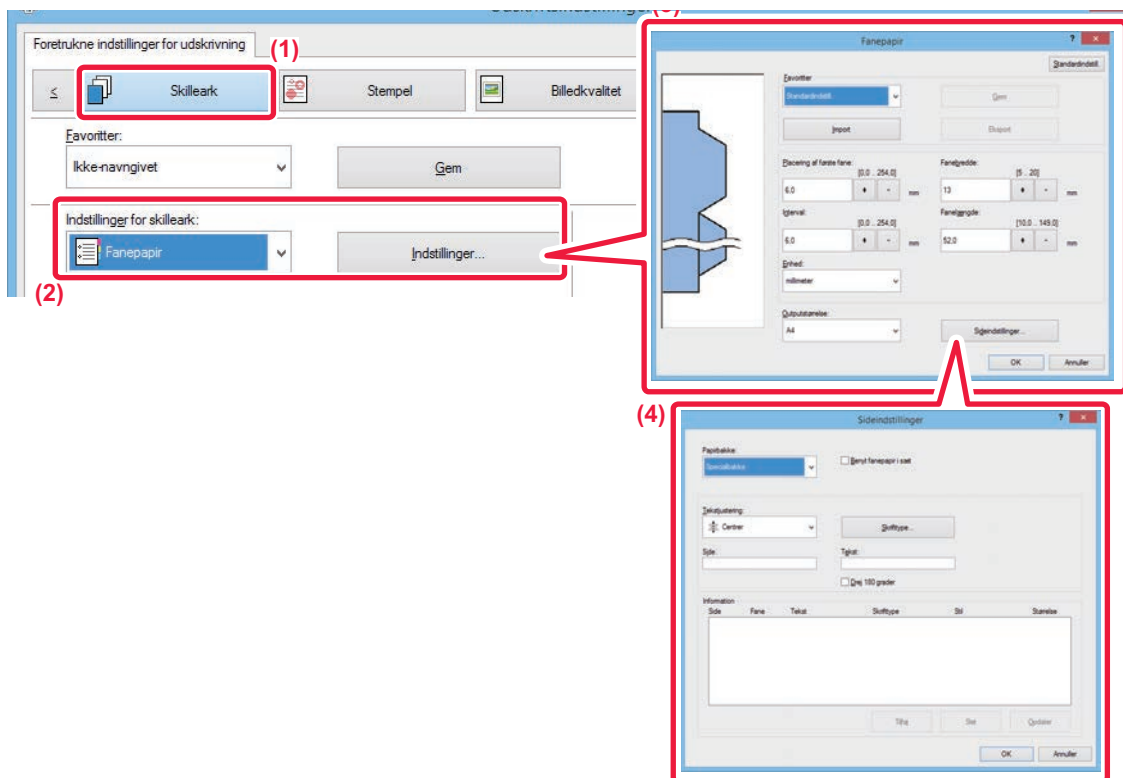 Udskriftsindstillinger
Foretrukne indstillinger for udskrivning
(1)
<
Skilleark
Stempel
Billedkvalitet
Favoritter:
Ikke-navngivet
Gem
Indstillinger for skilleark:
Fanepapir
Indstillinger...
(2)
(3)
Fanepapir
?
Standardindstil.
Favoritter
Standardindstil.
Gem
Import
Eksport
Placering af første fane:
[0,0 .. 254,0]
6,0
+
-
mm
Fanebredde:
[5 .. 20]
13
+
-
mm
Interval:
[0,0 .. 254,0]
6,0
+
-
mm
Fanelængde:
[10,0 .. 149,0]
52,0
+
-
mm
Enhed:
millimeter
Outputstørrelse:
A4
Sideindstillinger...
OK
Annuller
(4)
Sideindstillinger
?
Papirbakke:
Specialbakke
Benyt fanepapir i sæt
Tekstjustering:
Centrer
Skrifttype...
Side:
Tekst:
Drej 180 grader
Information
Side Fane Tekst Skrifttype Stil Størrelse
Tilføj
Slet
Opdater
OK
Annuller